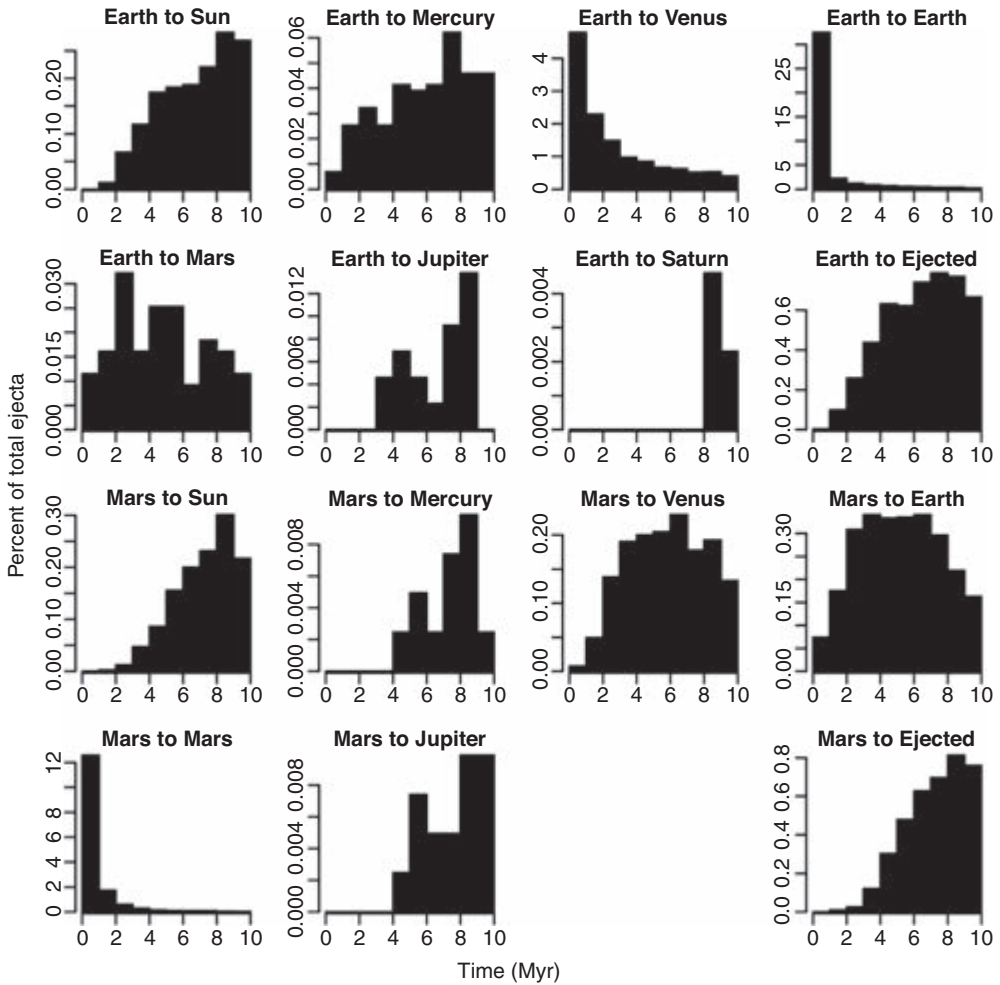 Earth to Sun
Earth to Mercury
Earth to Venus
Earth to Earth
0.00 0.10 0.20
0 2 4 6 8 10
0.00 0.02 0.04 0.06
0 2 4 6 8 10
0 1 2 3 4
0 2 4 6 8 10
0 5 15 25
0 2 4 6 8 10
Earth to Mars
Earth to Jupiter
Earth to Saturn
Earth to Ejected
0.000 0.015 0.030
0 2 4 6 8 10
0.000 0.006 0.012
0 2 4 6 8 10
0.000 0.002 0.004
0 2 4 6 8 10
0.0 0.2 0.4 0.6
0 2 4 6 8 10
Percent of total ejecta
Mars to Sun
Mars to Mercury
Mars to Venus
Mars to Earth
0.00 0.10 0.20 0.30
0 2 4 6 8 10
0.000 0.004 0.008
0 2 4 6 8 10
0.00 0.10 0.20
0 2 4 6 8 10
0.00 0.15 0.30
0 2 4 6 8 10
Mars to Mars
Mars to Jupiter
Mars to Ejected
0 2 4 6 8 12
0 2 4 6 8 10
0.000 0.004 0.008
0 2 4 6 8 10
0.0 0.2 0.4 0.6 0.8
0 2 4 6 8 10
Time (Myr)